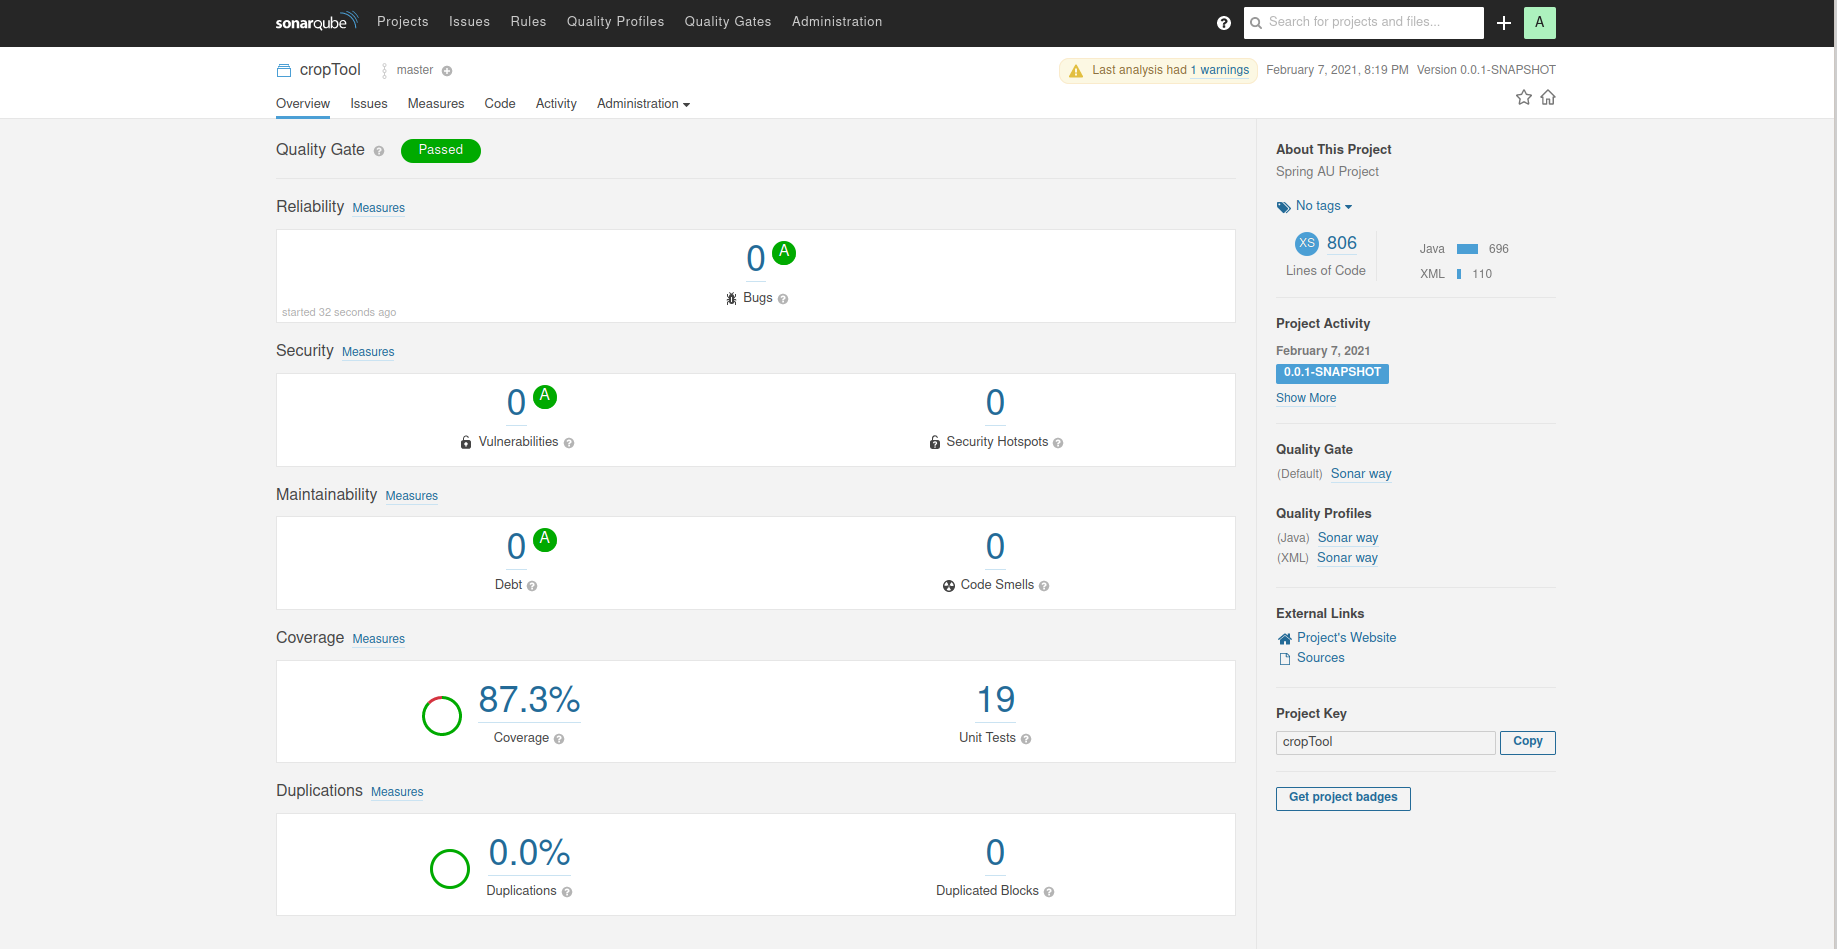 sonarqube Projects Issues Rules Quality Profiles Quality Gates Administration ? Search for projects and files... A
cropTool master Last analysis had 1 warnings February 7, 2021, 8:19 PM Version 0.0.1-SNAPSHOT
Overview Issues Measures Code Activity Administration
Quality Gate ? Passed
Reliability Measures
0 A
Bugs ?
started 32 seconds ago
Security Measures
0 A 0
Vulnerabilities ? Security Hotspots ?
Maintainability Measures
0 A 0
Debt ? Code Smells ?
Coverage Measures
87.3% 19
Coverage ? Unit Tests ?
Duplications Measures
0.0% 0
Duplications ? Duplicated Blocks ?
About This Project
Spring AU Project
No tags
XS 806
Lines of Code
Java 696
XML 110
Project Activity
February 7, 2021
0.0.1-SNAPSHOT
Show More
Quality Gate
(Default) Sonar way
Quality Profiles
(Java) Sonar way
(XML) Sonar way
External Links
Project's Website
Sources
Project Key
cropTool Copy
Get project badges